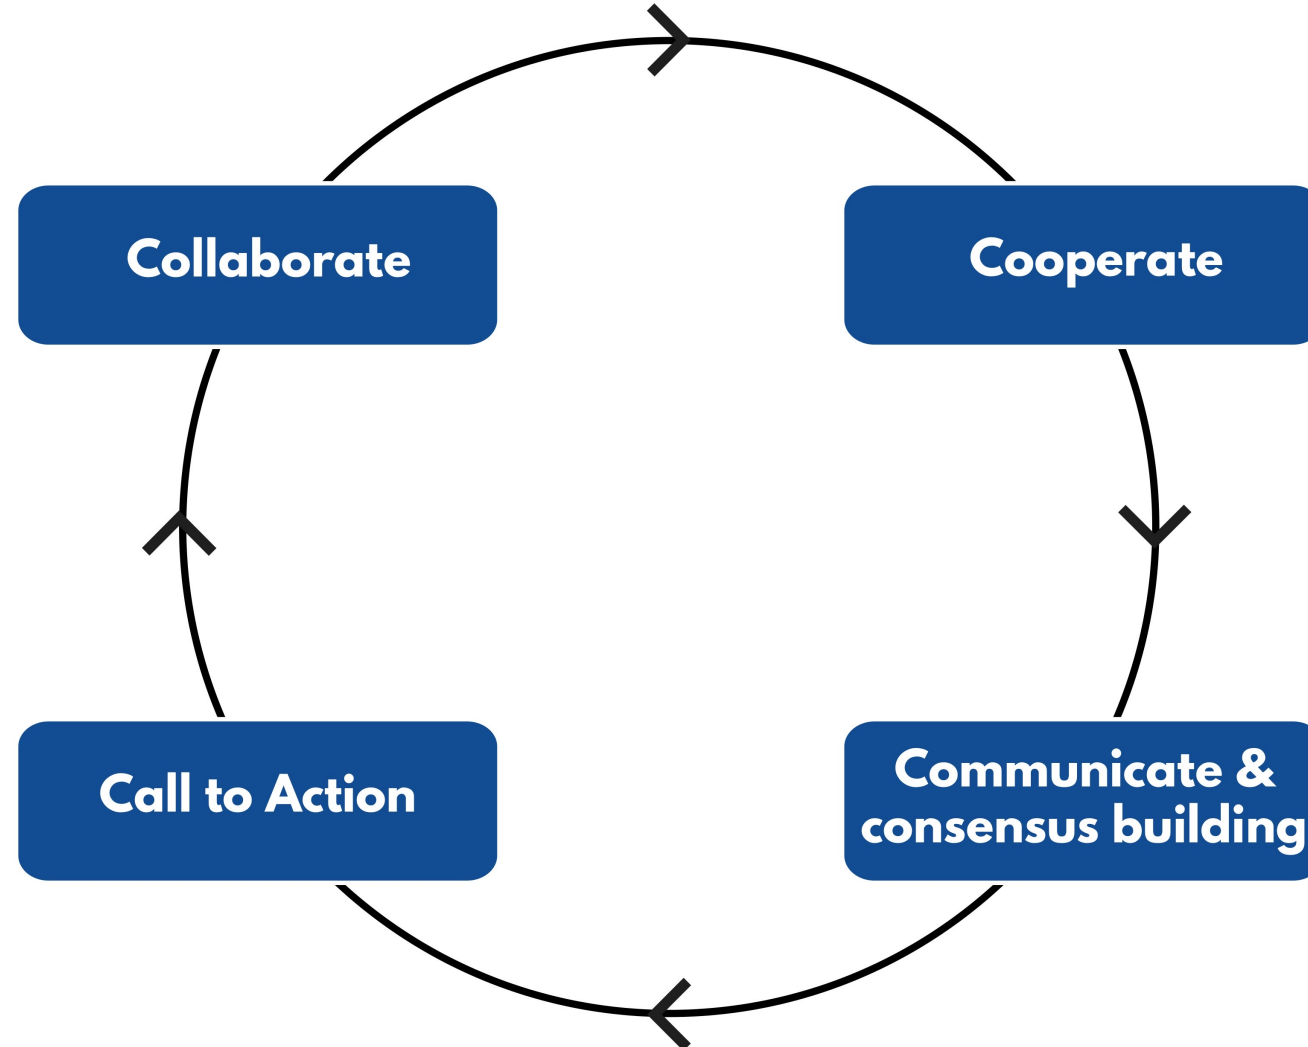 Collaborate
Cooperate
Call to Action
Communicate &
consensus building